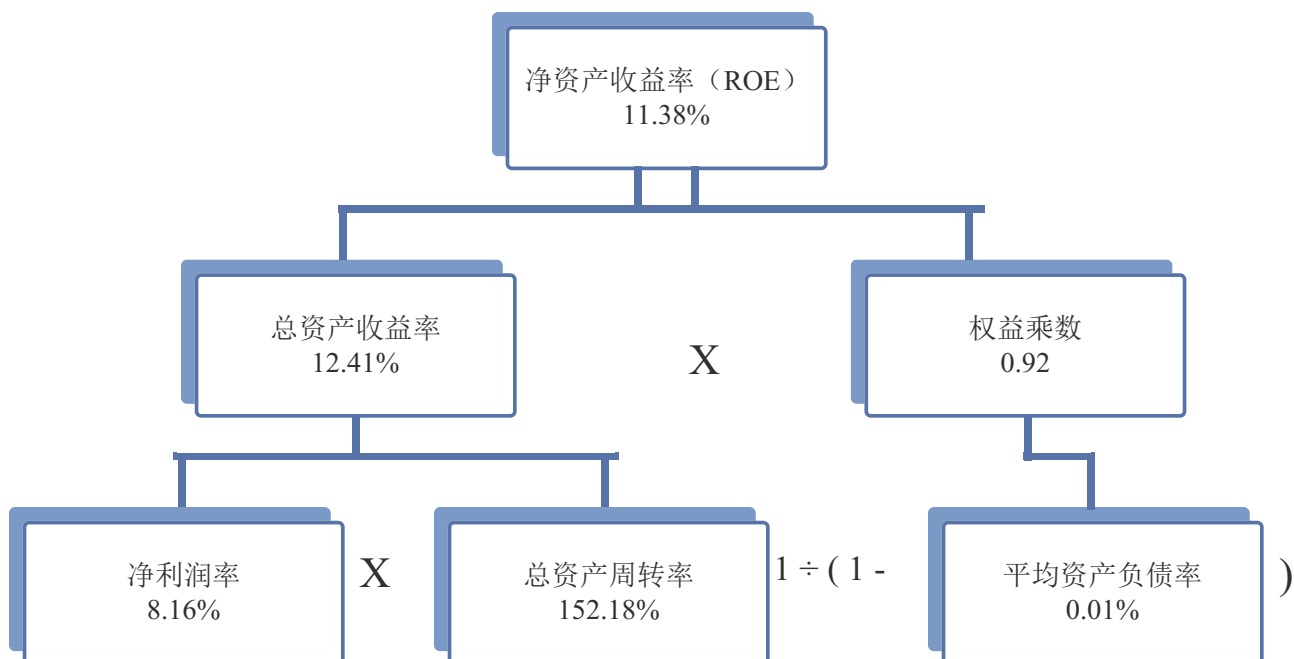 净资产收益率（ROE）
11.38%
总资产收益率
12.41%
X
权益乘数
0.92
净利润率
8.16%
X
总资产周转率
152.18%
1 ÷ ( 1 -
平均资产负债率
0.01%
)